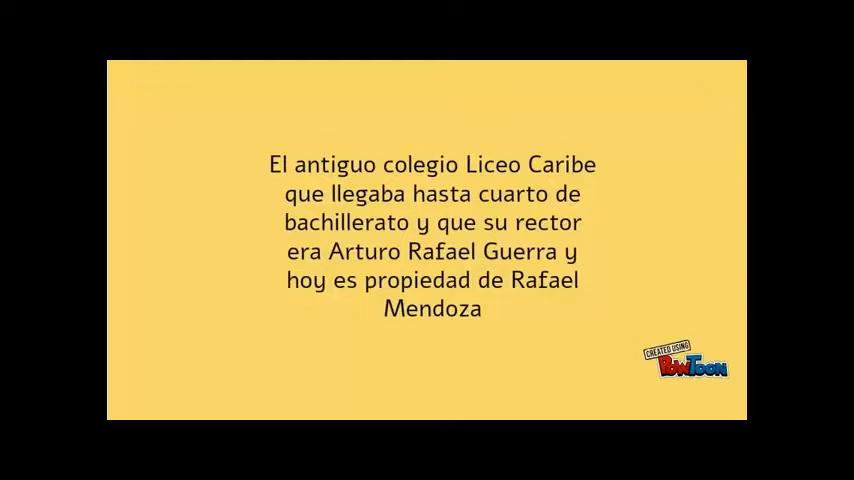 El antiguo colegio Liceo Caribe
que llegaba hasta cuarto de
bachillerato y que su rector
era Arturo Rafael Guerra y
hoy es propiedad de Rafael
Mendoza
CREATED USING
POWTOON